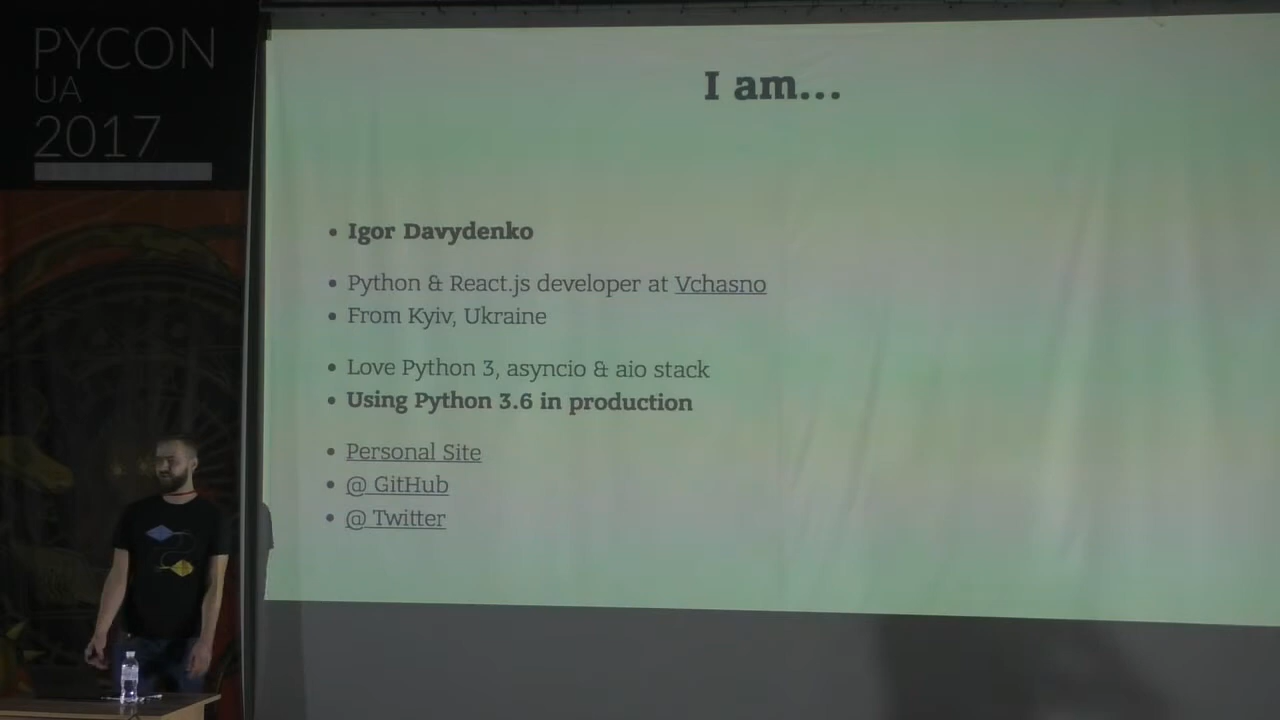 PYCON
UA
2017
I am...
• Igor Davydenko
• Python & React.js developer at Vchasno
• From Kyiv, Ukraine
• Love Python 3, asyncio & aio stack
• Using Python 3.6 in production
• Personal Site
• @ GitHub
• @ Twitter